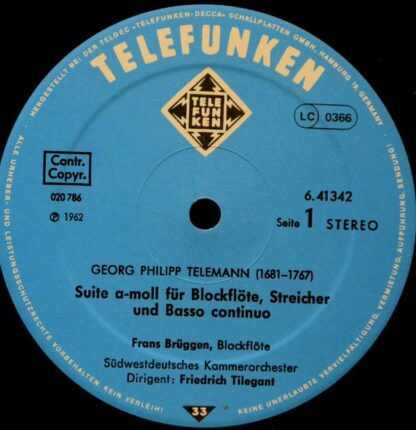 HERGESTELLT BEI DER TELDEC »TELEFUNKEN-DECCA« SCHALLPLATTEN GMBH, HAMBURG 19, GERMANY
TELEFUNKEN
TELE
FUN
KEN
LC 0366
Contr.
Copyr.
020 786
℗ 1962
6.41342
Seite 1 STEREO
GEORG PHILIPP TELEMANN (1681–1767)
Suite a-moll für Blockflöte, Streicher
und Basso continuo
Frans Brüggen, Blockflöte
Südwestdeutsches Kammerorchester
Dirigent: Friedrich Tilegant
33
ALLE URHEBER- UND LEISTUNGSSCHUTZRECHTE VORBEHALTEN. KEIN VERLEIH! KEINE UNERLAUBTE VERVIELFÄLTIGUNG, VERMIETUNG, AUFFÜHRUNG, SENDUNG!